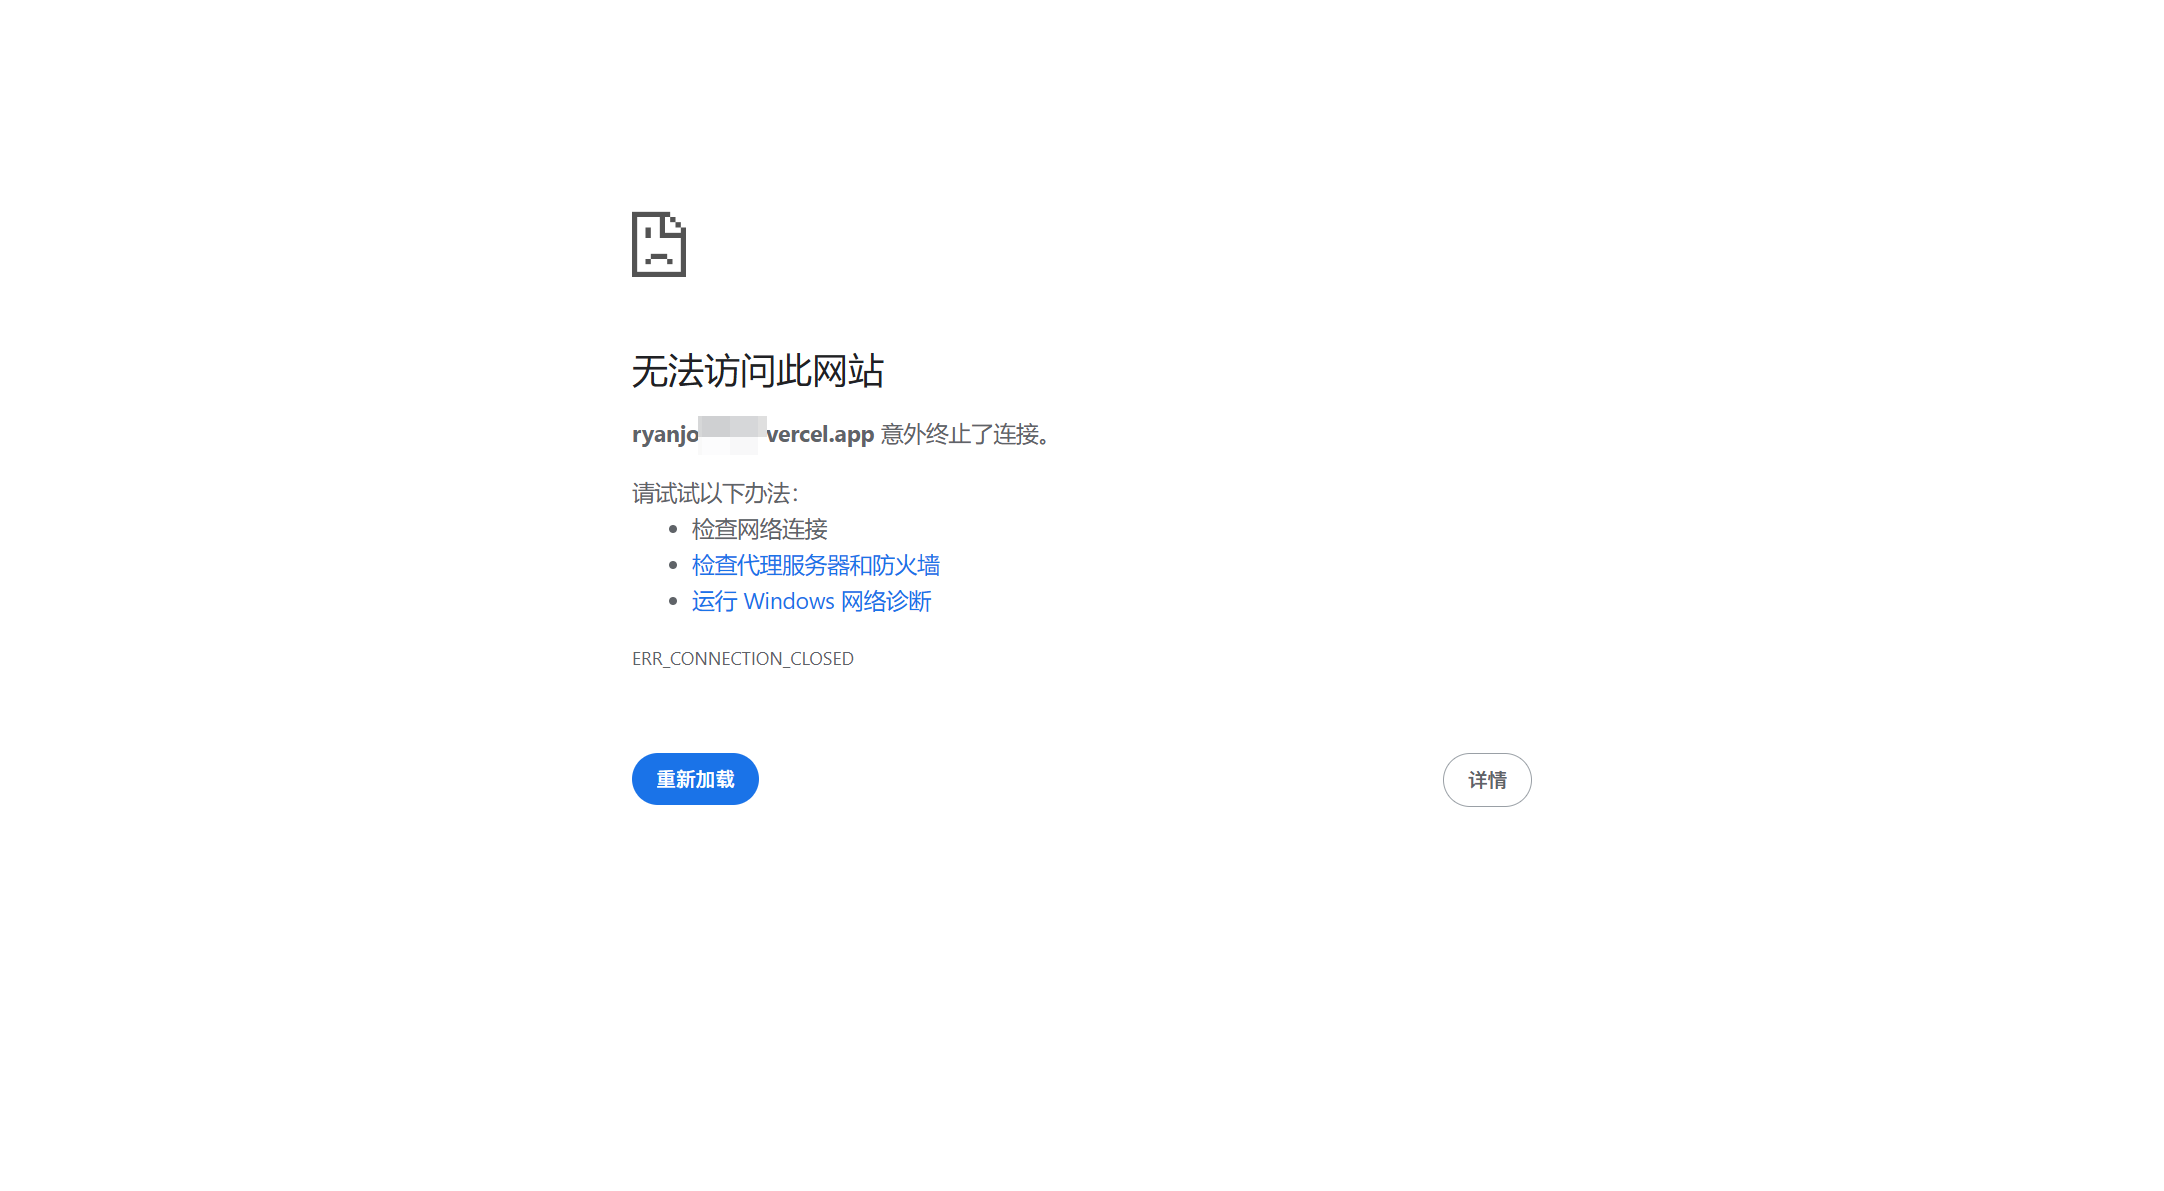 无法访问此网站
ryanjo vercel.app 意外终止了连接。
请试试以下办法：
检查网络连接
检查代理服务器和防火墙
运行 Windows 网络诊断
ERR_CONNECTION_CLOSED
重新加载
详情